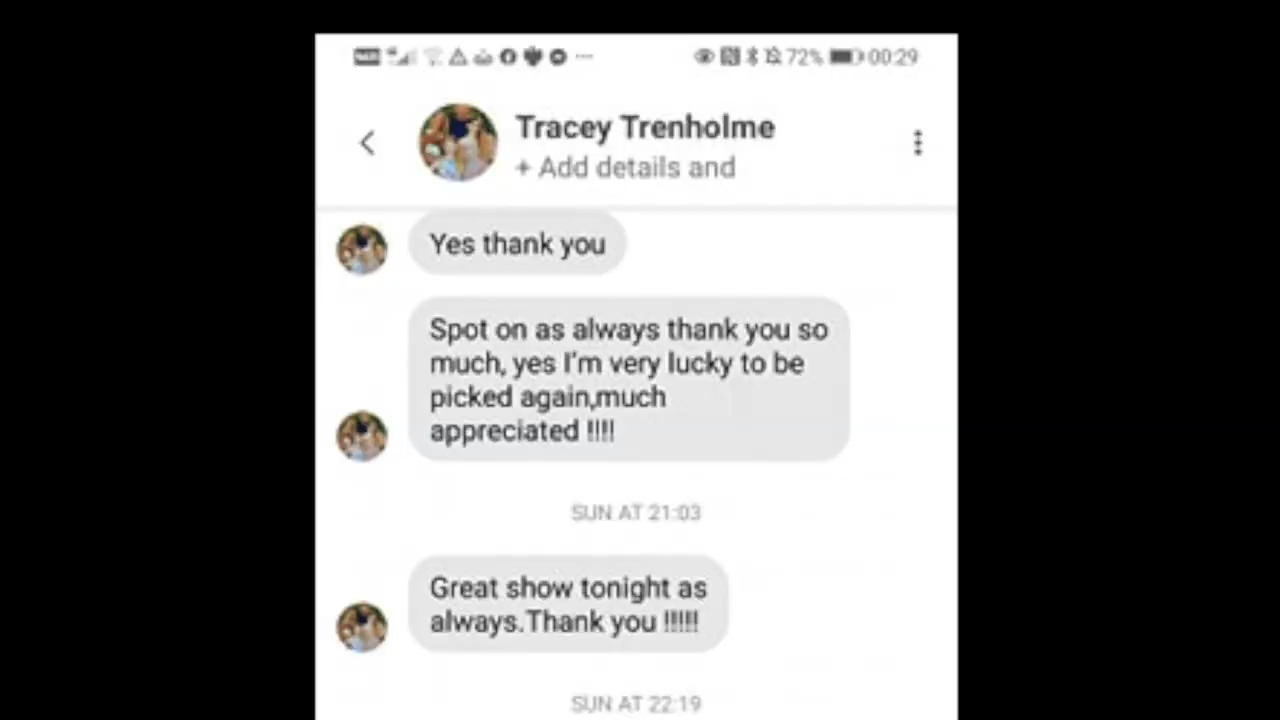 72% 00:29
Tracey Trenholme
+ Add details and
Yes thank you
Spot on as always thank you so
much, yes I'm very lucky to be
picked again,much
appreciated !!!!
SUN AT 21:03
Great show tonight as
always.Thank you !!!!!
SUN AT 22:19